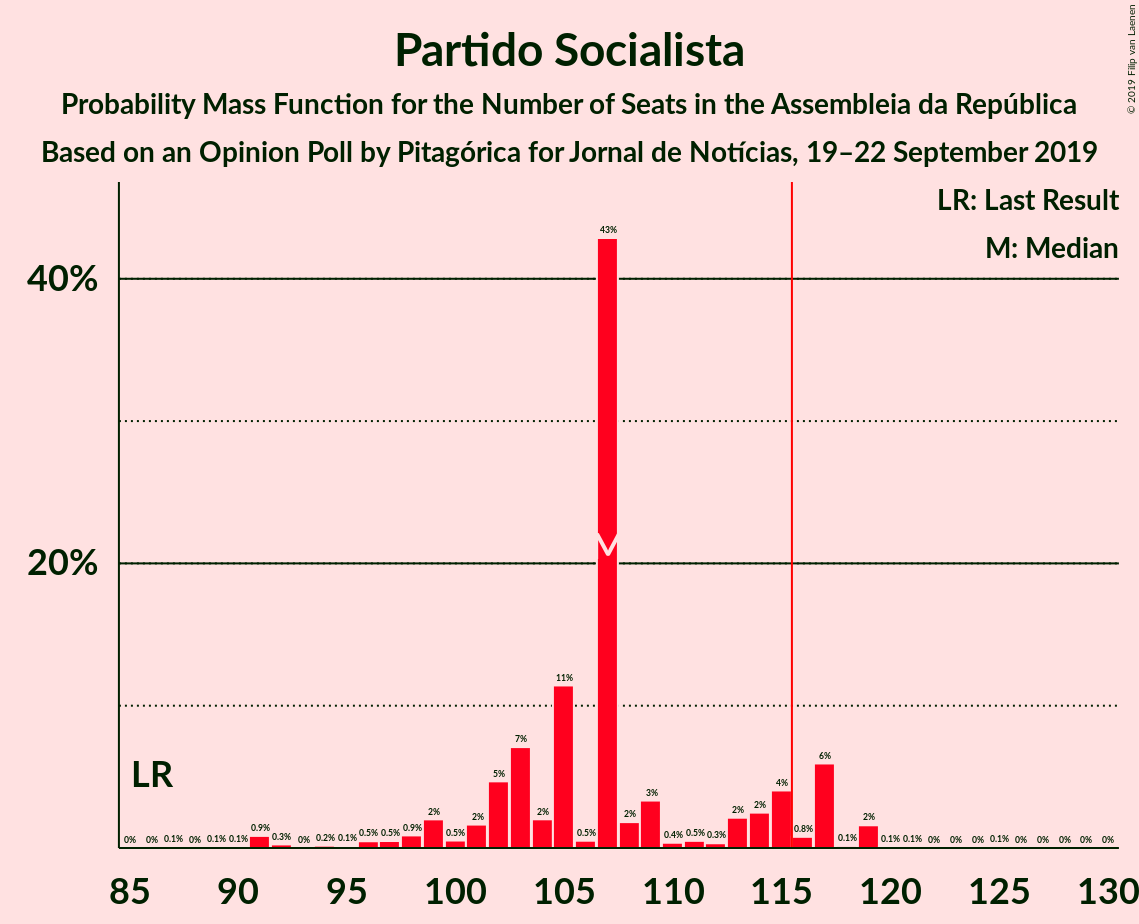 Partido Socialista
Probability Mass Function for the Number of Seats in the Assembleia da República
Based on an Opinion Poll by Pitagórica for Jornal de Notícias, 19–22 September 2019
© 2019 Filip van Laenen
LR: Last Result
M: Median
40%
20%
LR
M
0% 0% 0.1% 0% 0.1% 0.1% 0.9% 0.3% 0% 0.2% 0.1% 0.5% 0.5% 0.9% 2% 0.5% 2% 5% 7% 2% 11% 0.5% 43% 2% 3% 0.4% 0.5% 0.3% 2% 2% 4% 0.8% 6% 0.1% 2% 0.1% 0.1% 0% 0% 0% 0.1% 0% 0% 0% 0% 0%
85 90 95 100 105 110 115 120 125 130